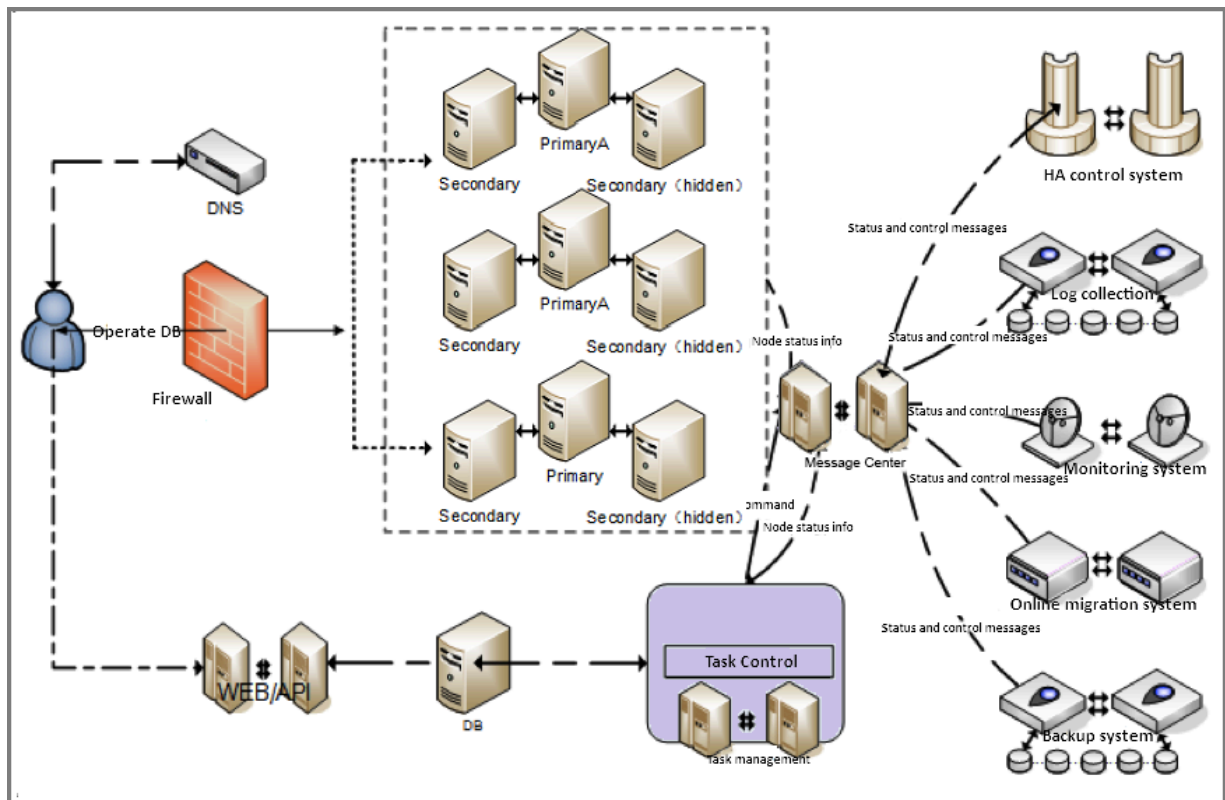 PrimaryA
Secondary
Secondary（hidden）
DNS
PrimaryA
Secondary
Secondary（hidden）
Primary
Secondary
Secondary（hidden）
Operate DB
Firewall
HA control system
Status and control messages
Log collection
Status and control messages
Node status info
Status and control messages
Monitoring system
Message Center
Status and control messages
ommand
Node status info
Online migration system
Status and control messages
Task Control
WEB/API
DB
Backup system
Task management